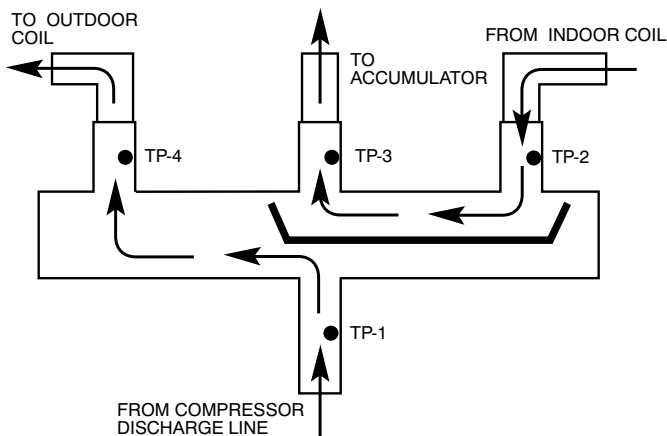 TO OUTDOOR
COIL
TO
ACCUMULATOR
FROM INDOOR COIL
TP-4
TP-3
TP-2
TP-1
FROM COMPRESSOR
DISCHARGE LINE